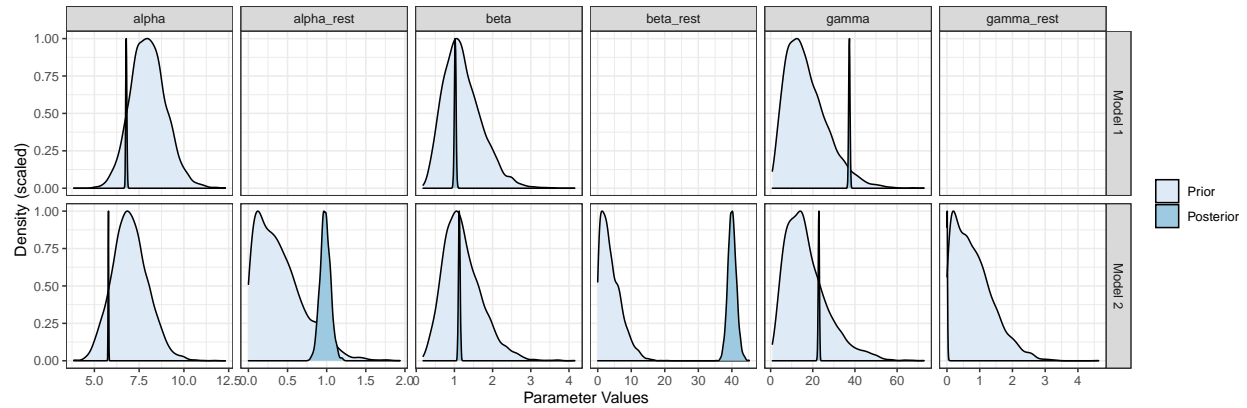 alpha alpha_rest beta beta_rest gamma gamma_rest
1.00
0.75
0.50
0.25
0.00
Model 1
1.00
0.75
0.50
0.25
0.00
Model 2
Density (scaled)
5.0 7.5 10.0 12.5 0.0 0.5 1.0 1.5 2.0 0 1 2 3 4 0 20 40 0 20 40 60 0 1 2 3 4
Parameter Values
Prior
Posterior